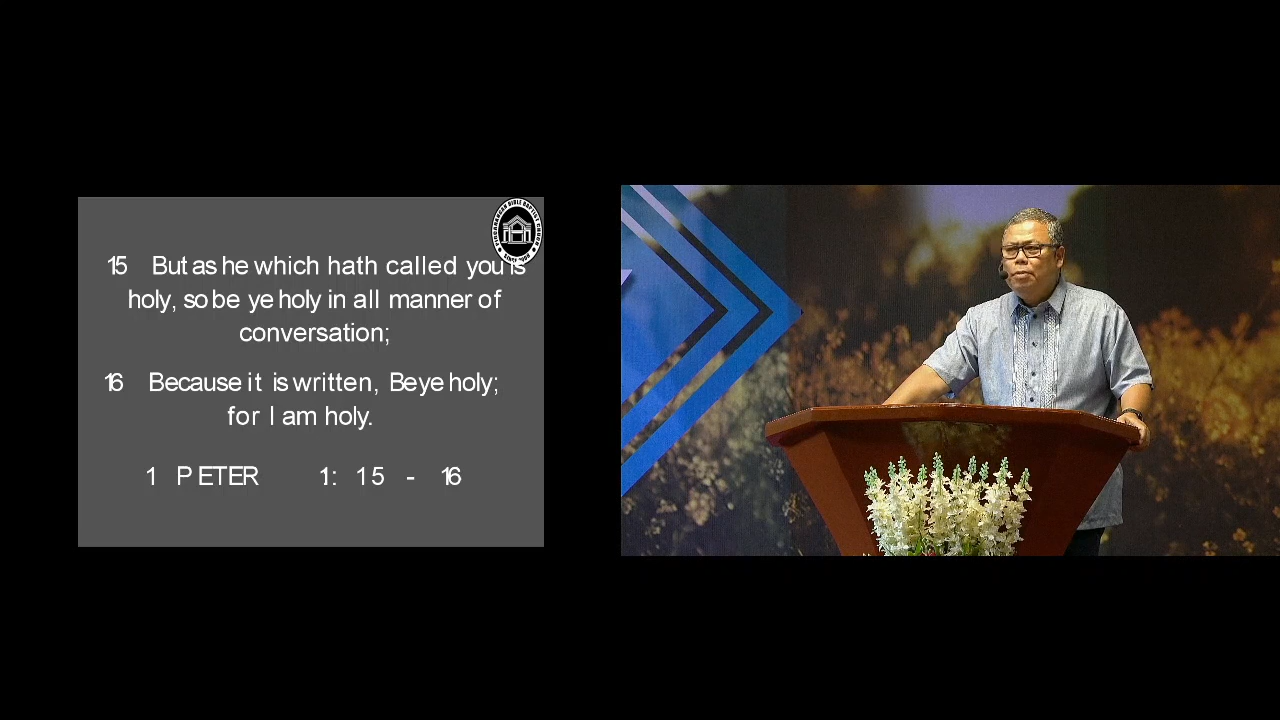 15 But as he which hath called you is
holy, so be ye holy in all manner of
conversation;
16 Because it is written, Be ye holy;
for I am holy.
1 PETER 1: 15 - 16